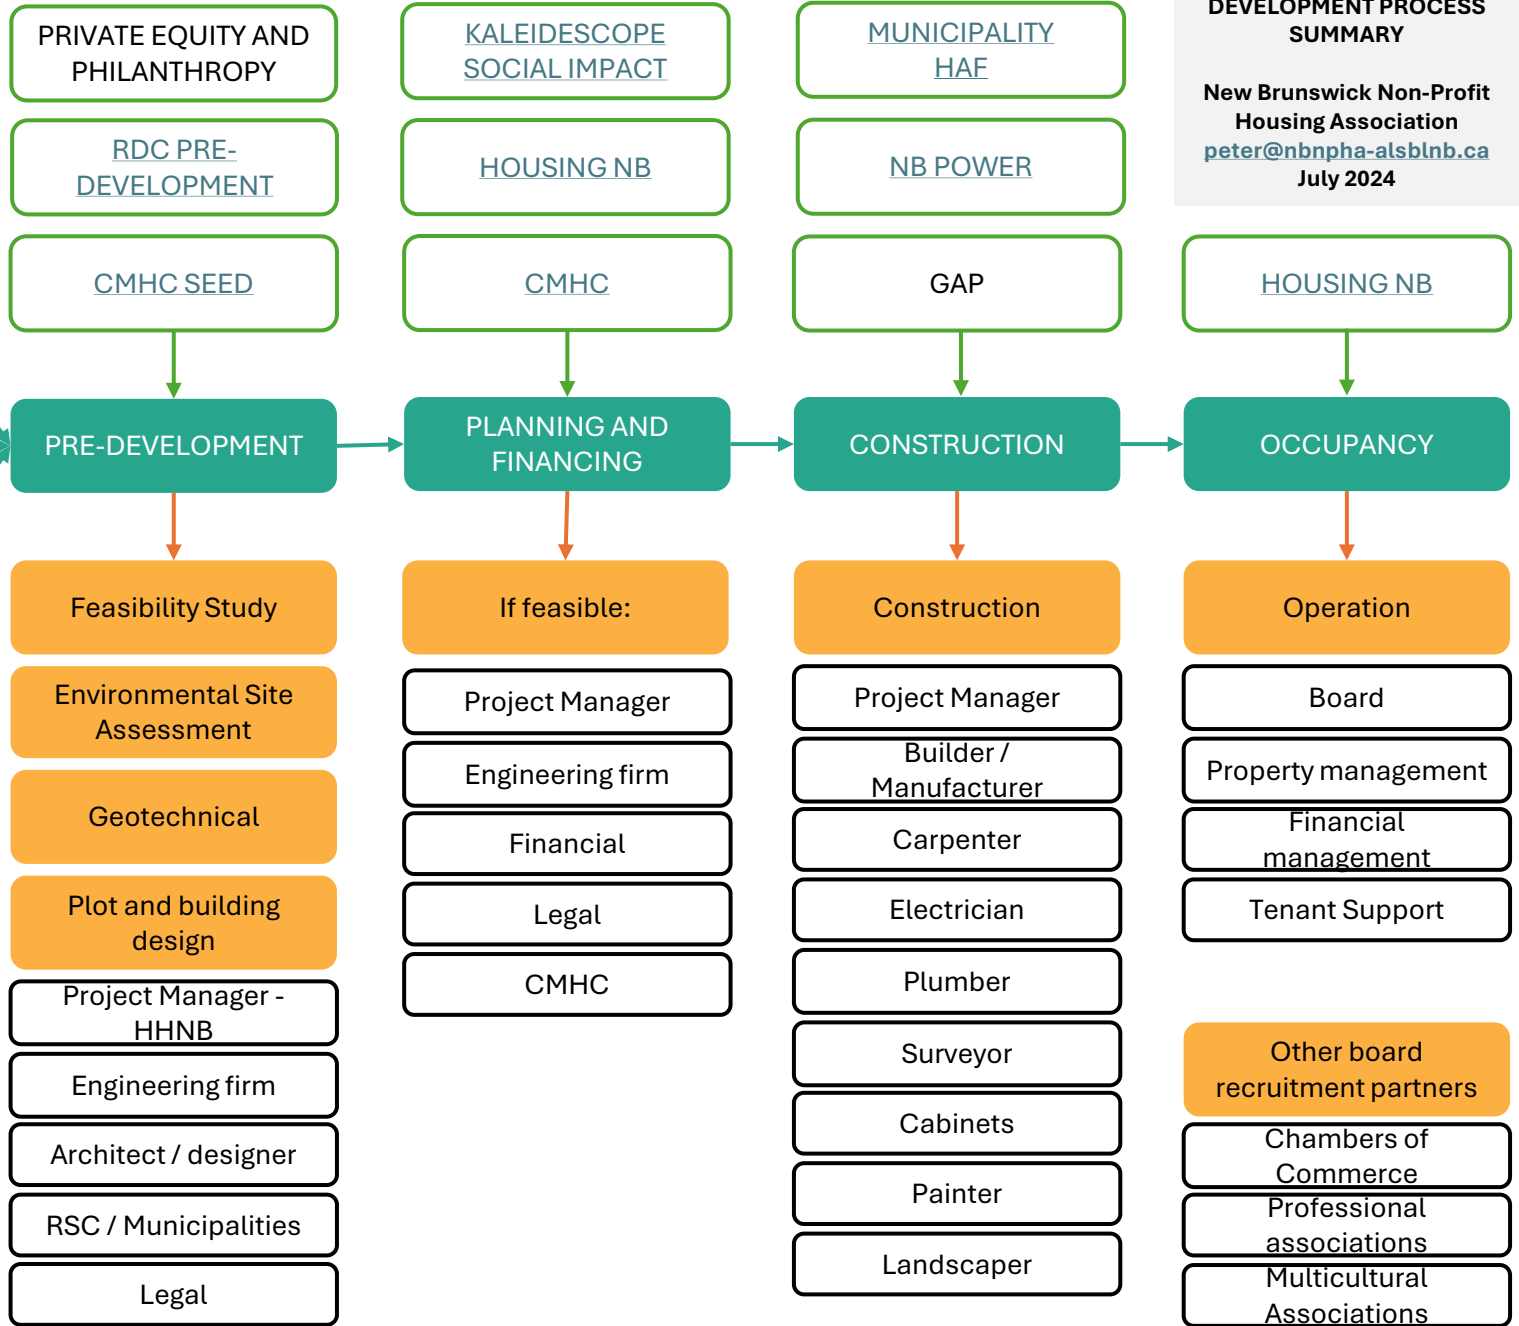 PRIVATE EQUITY AND
PHILANTHROPY
KALEIDESCOPE
SOCIAL IMPACT
MUNICIPALITY
HAF
DEVELOPMENT PROCESS
SUMMARY
New Brunswick Non-Profit
Housing Association
peter@nbnpha-alsblnb.ca
July 2024
RDC PRE-
DEVELOPMENT
HOUSING NB
NB POWER
CMHC SEED
CMHC
GAP
HOUSING NB
PRE-DEVELOPMENT
PLANNING AND
FINANCING
CONSTRUCTION
OCCUPANCY
Feasibility Study
Environmental Site
Assessment
Geotechnical
Plot and building
design
Project Manager -
HHNB
Engineering firm
Architect / designer
RSC / Municipalities
Legal
If feasible:
Project Manager
Engineering firm
Financial
Legal
CMHC
Construction
Project Manager
Builder /
Manufacturer
Carpenter
Electrician
Plumber
Surveyor
Cabinets
Painter
Landscaper
Operation
Board
Property management
Financial
management
Tenant Support
Other board
recruitment partners
Chambers of
Commerce
Professional
associations
Multicultural
Associations